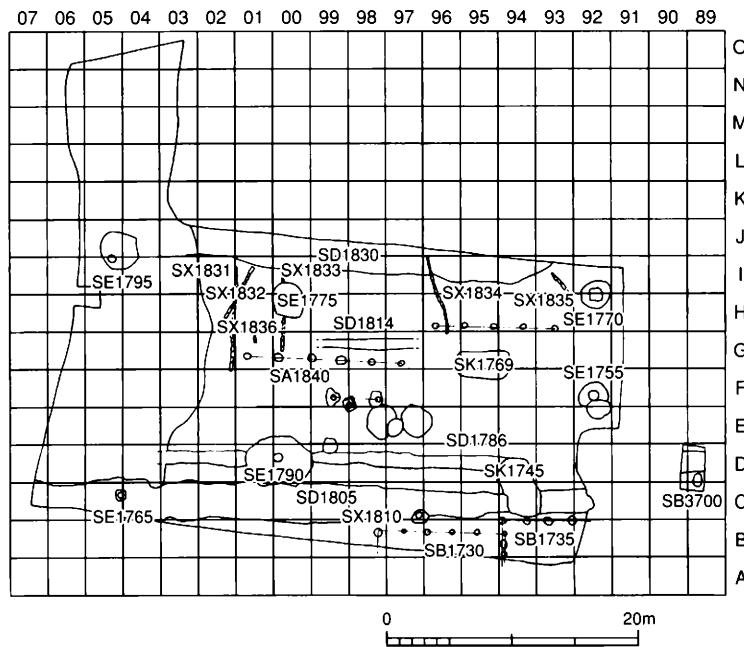 07 06 05 04 03 02 01 00 99 98 97 96 95 94 93 92 91 90 89
O
N
M
L
K
J
SD1830
SX1831 SX1833 I
SE1795 SX1832 SE1775 SX1834 SX1835
H
SX1836 SD1814 SE1770
G
SK1769 SE1755
SA1840
F
E
SD1786
SE1790 SK1745 D
SD1805 SB3700
SE1765 SX1810 C
SB1730 SB1735 B
A
0 20m